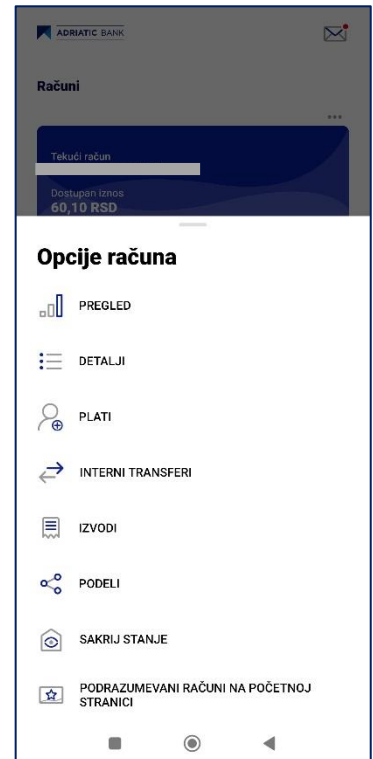 ADRIATIC BANK
Računi
Tekući račun
Dostupan iznos
60,10 RSD
Opcije računa
PREGLED
DETALJI
PLATI
INTERNI TRANSFERI
IZVODI
PODELI
SAKRIJ STANJE
PODRAZUMEVANI RAČUNI NA POČETNOJ
STRANICI